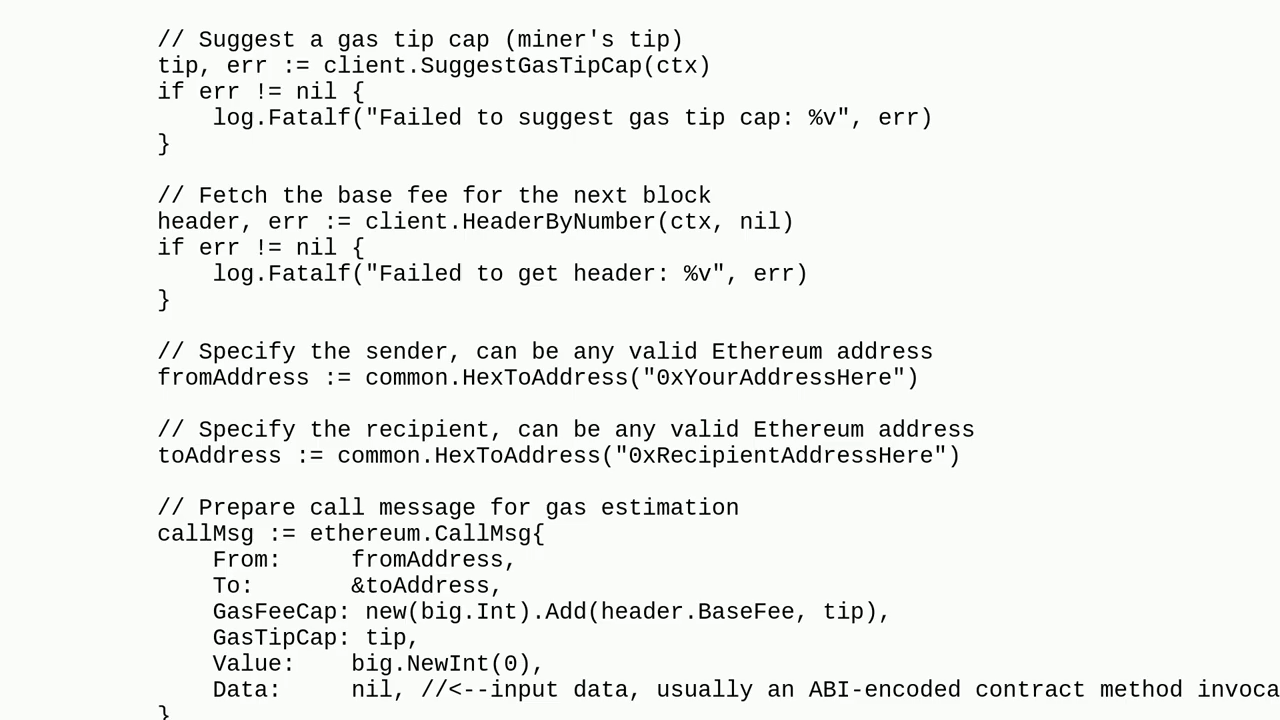 // Suggest a gas tip cap (miner's tip)
tip, err := client.SuggestGasTipCap(ctx)
if err != nil {
    log.Fatalf("Failed to suggest gas tip cap: %v", err)
}

// Fetch the base fee for the next block
header, err := client.HeaderByNumber(ctx, nil)
if err != nil {
    log.Fatalf("Failed to get header: %v", err)
}

// Specify the sender, can be any valid Ethereum address
fromAddress := common.HexToAddress("0xYourAddressHere")

// Specify the recipient, can be any valid Ethereum address
toAddress := common.HexToAddress("0xRecipientAddressHere")

// Prepare call message for gas estimation
callMsg := ethereum.CallMsg{
    From:     fromAddress,
    To:       &toAddress,
    GasFeeCap: new(big.Int).Add(header.BaseFee, tip),
    GasTipCap: tip,
    Value:    big.NewInt(0),
    Data:     nil, //<--input data, usually an ABI-encoded contract method invoca
}